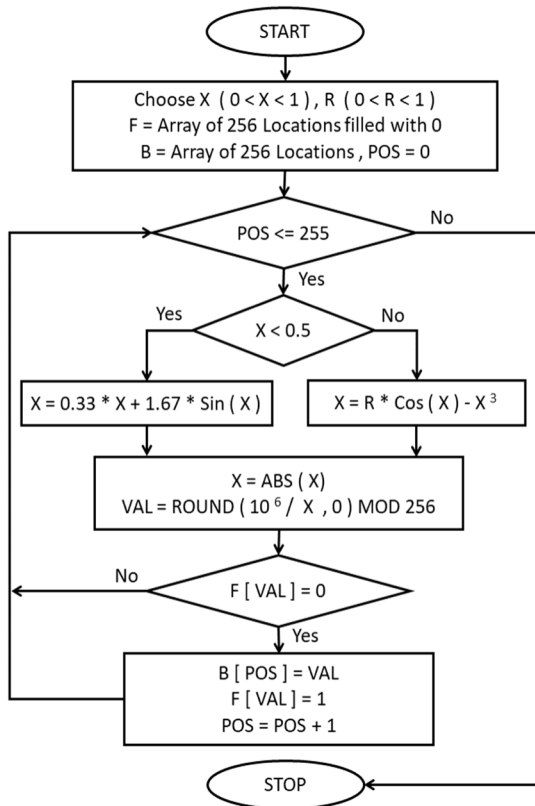 START
Choose X ( 0 < X < 1 ) , R ( 0 < R < 1 )
F = Array of 256 Locations filled with 0
B = Array of 256 Locations , POS = 0
POS <= 255
No
Yes
X < 0.5
Yes
No
X = 0.33 * X + 1.67 * Sin ( X )
X = R * Cos ( X ) - X ³
X = ABS ( X )
VAL = ROUND ( 10 ⁶ / X , 0 ) MOD 256
F [ VAL ] = 0
No
Yes
B [ POS ] = VAL
F [ VAL ] = 1
POS = POS + 1
STOP